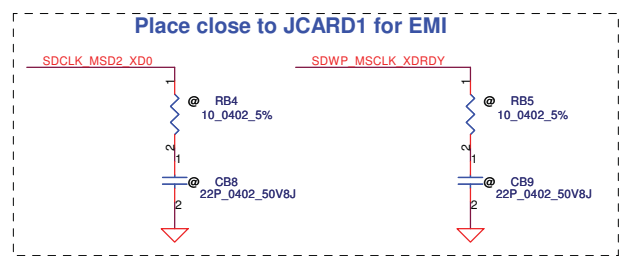 Place close to JCARD1 for EMI
SDCLK_MSD2_XD0
1
@ RB4
10_0402_5%
2
1
@ CB8
22P_0402_50V8J
2
SDWP_MSCLK_XDRDY
1
@ RB5
10_0402_5%
2
1
@ CB9
22P_0402_50V8J
2